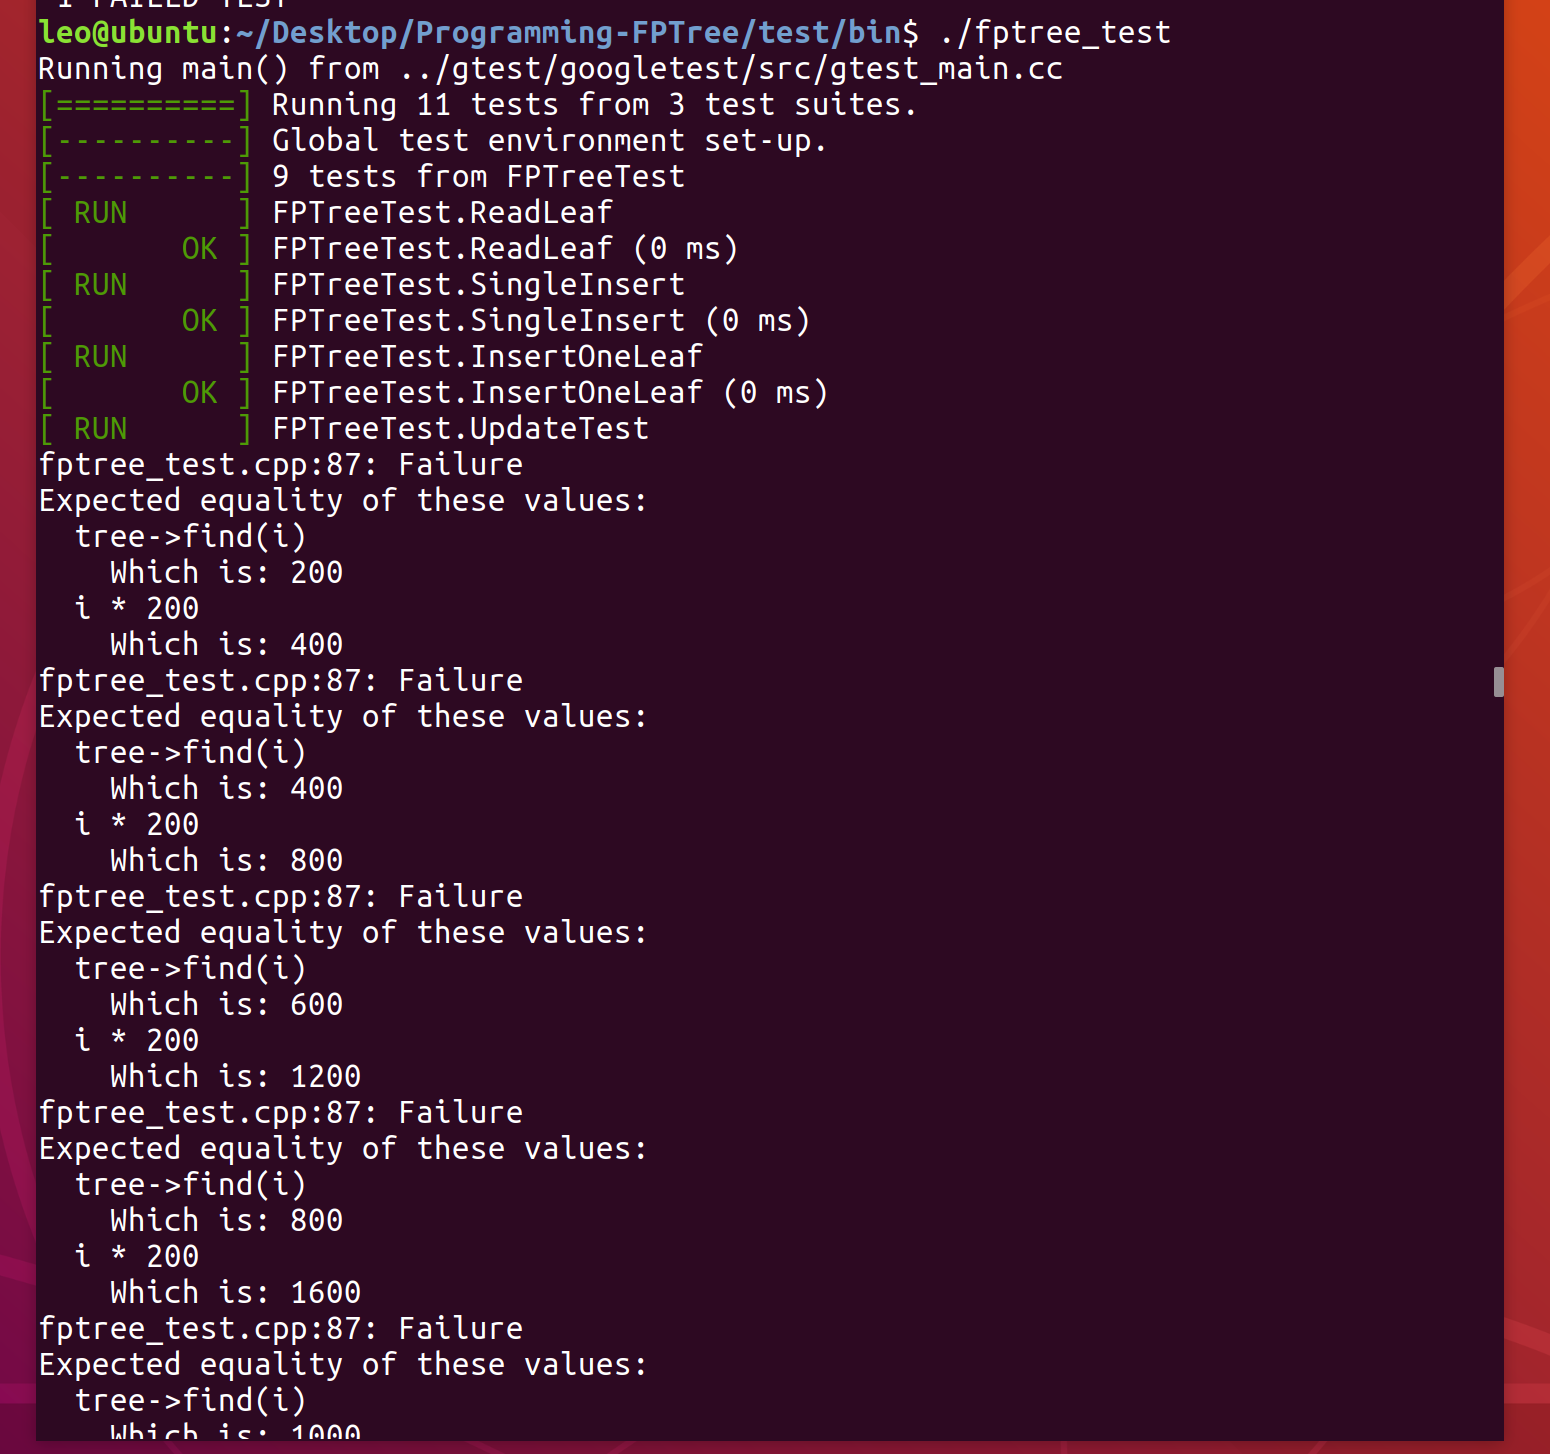 1 FAILED TEST
leo@ubuntu:~/Desktop/Programming-FPTree/test/bin$ ./fptree_test
Running main() from ../gtest/googletest/src/gtest_main.cc
[==========] Running 11 tests from 3 test suites.
[----------] Global test environment set-up.
[----------] 9 tests from FPTreeTest
[ RUN      ] FPTreeTest.ReadLeaf
[       OK ] FPTreeTest.ReadLeaf (0 ms)
[ RUN      ] FPTreeTest.SingleInsert
[       OK ] FPTreeTest.SingleInsert (0 ms)
[ RUN      ] FPTreeTest.InsertOneLeaf
[       OK ] FPTreeTest.InsertOneLeaf (0 ms)
[ RUN      ] FPTreeTest.UpdateTest
fptree_test.cpp:87: Failure
Expected equality of these values:
  tree->find(i)
    Which is: 200
  i * 200
    Which is: 400
fptree_test.cpp:87: Failure
Expected equality of these values:
  tree->find(i)
    Which is: 400
  i * 200
    Which is: 800
fptree_test.cpp:87: Failure
Expected equality of these values:
  tree->find(i)
    Which is: 600
  i * 200
    Which is: 1200
fptree_test.cpp:87: Failure
Expected equality of these values:
  tree->find(i)
    Which is: 800
  i * 200
    Which is: 1600
fptree_test.cpp:87: Failure
Expected equality of these values:
  tree->find(i)
    Which is: 1000